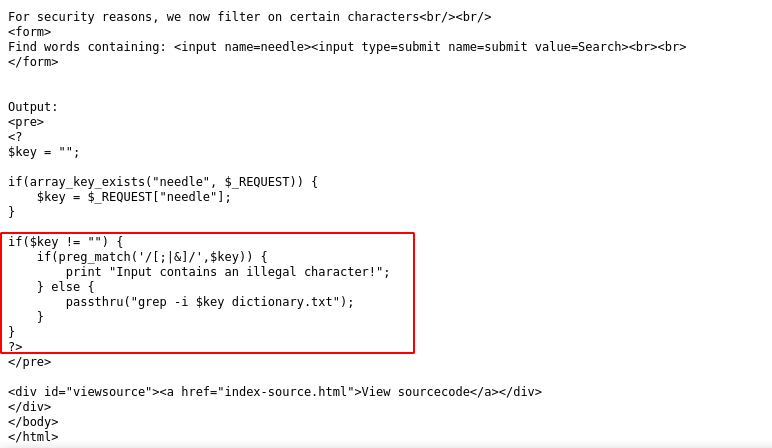 For security reasons, we now filter on certain characters<br/><br/>
<form>
Find words containing: <input name=needle><input type=submit name=submit value=Search><br><br>
</form>
Output:
<pre>
<?
$key = "";
if(array_key_exists("needle", $_REQUEST)) {
    $key = $_REQUEST["needle"];
}
if($key != "") {
    if(preg_match('/[;|&]/',$key)) {
        print "Input contains an illegal character!";
    } else {
        passthru("grep -i $key dictionary.txt");
    }
}
?>
</pre>
<div id="viewsource"><a href="index-source.html">View sourcecode</a></div>
</div>
</body>
</html>